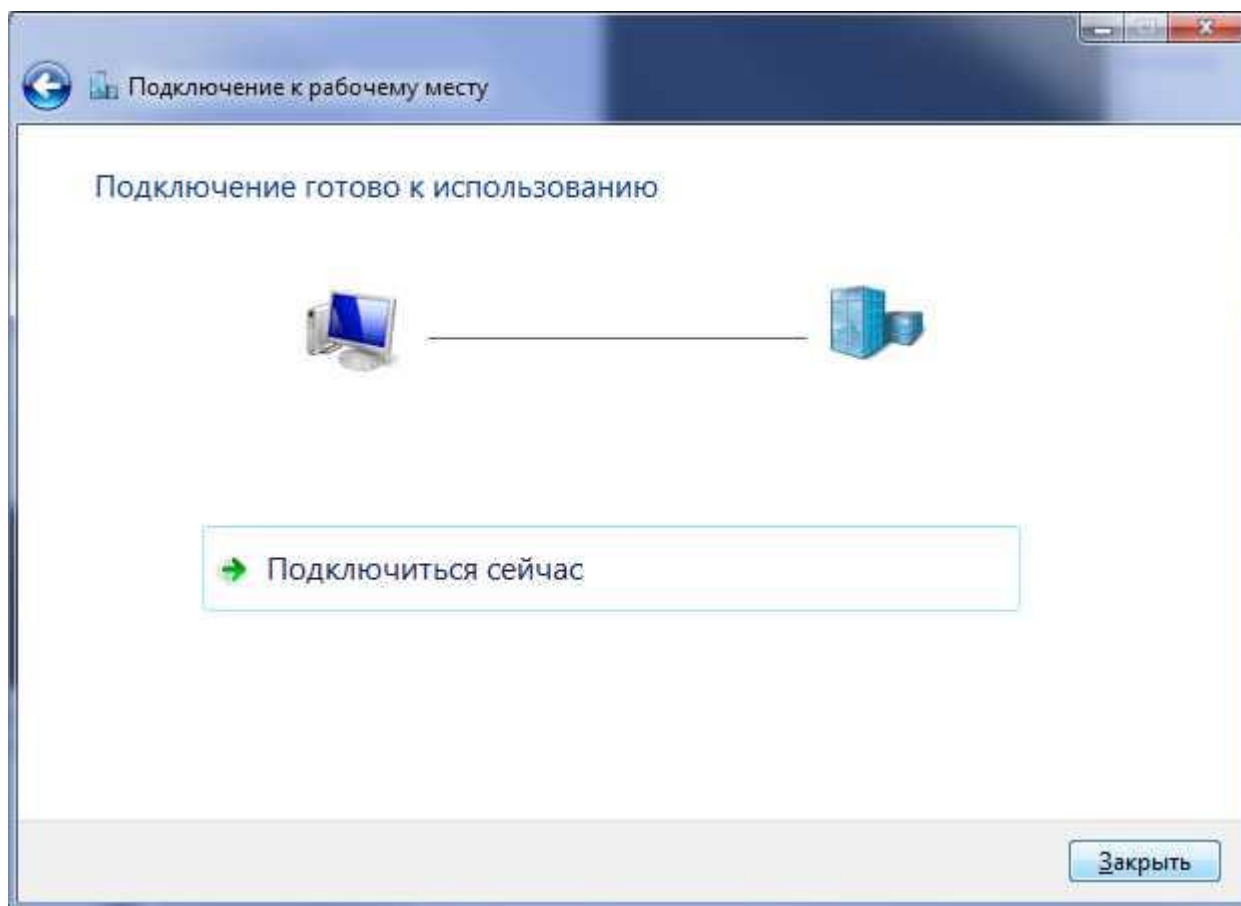 Подключение к рабочему месту
Подключение готово к использованию
Подключиться сейчас
Закрыть